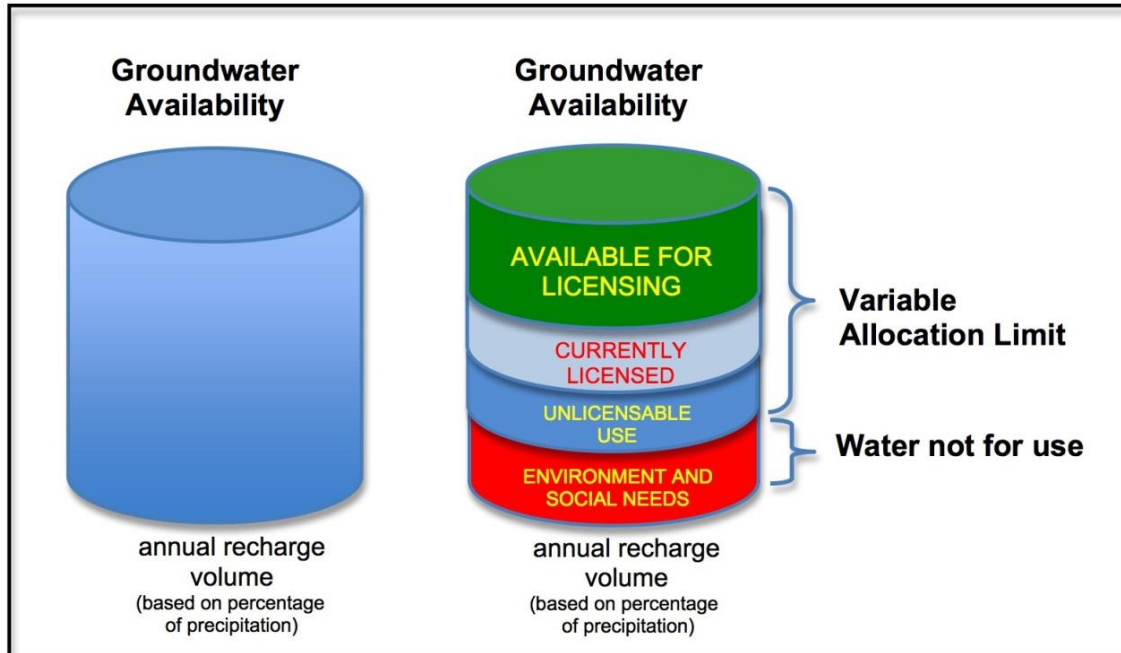 Groundwater
Availability
annual recharge
volume
(based on percentage
of precipitation)
Groundwater
Availability
AVAILABLE FOR
LICENSING
CURRENTLY
LICENSED
UNLICENSABLE
USE
ENVIRONMENT AND
SOCIAL NEEDS
annual recharge
volume
(based on percentage
of precipitation)
Variable
Allocation Limit
Water not for use